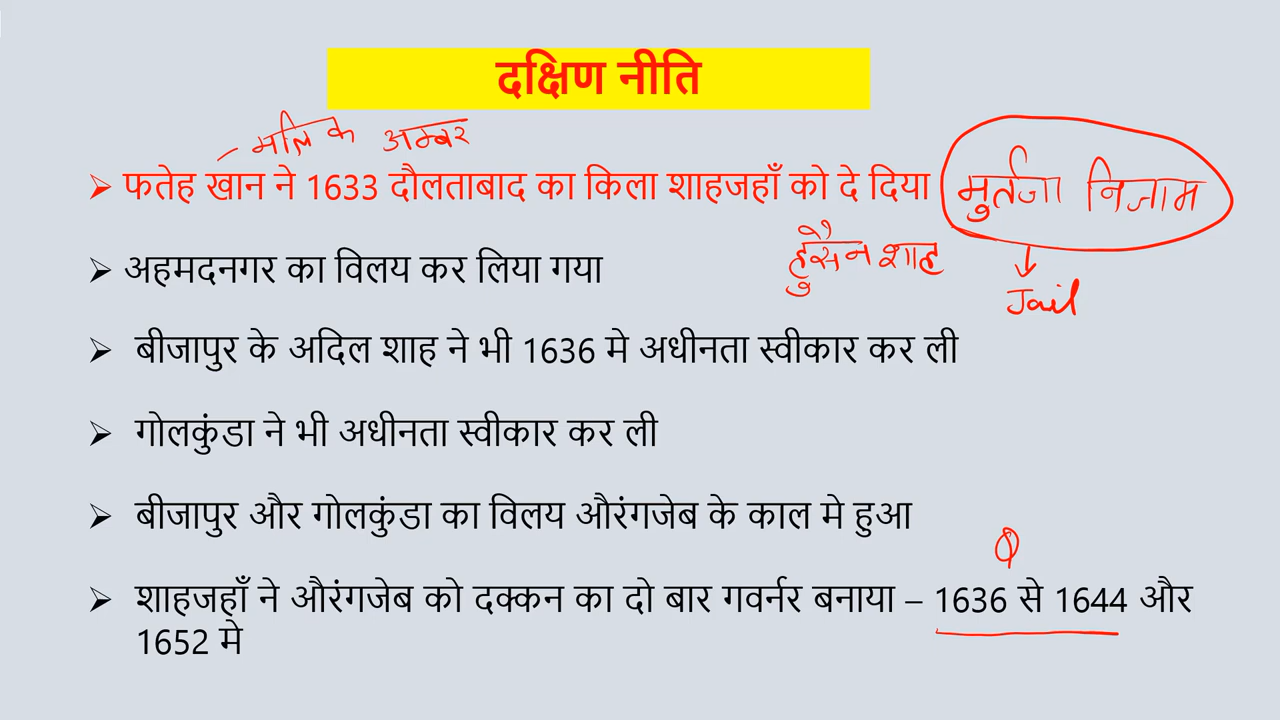 दक्षिण नीति
– मलिक अम्बर
फतेह खान ने 1633 दौलताबाद का किला शाहजहाँ को दे दिया
मुर्तजा निजाम
हुसैन शाह
Jail
अहमदनगर का विलय कर लिया गया
बीजापुर के अदिल शाह ने भी 1636 मे अधीनता स्वीकार कर ली
गोलकुंडा ने भी अधीनता स्वीकार कर ली
बीजापुर और गोलकुंडा का विलय औरंगजेब के काल मे हुआ
शाहजहाँ ने औरंगजेब को दक्कन का दो बार गवर्नर बनाया – 1636 से 1644 और
1652 मे